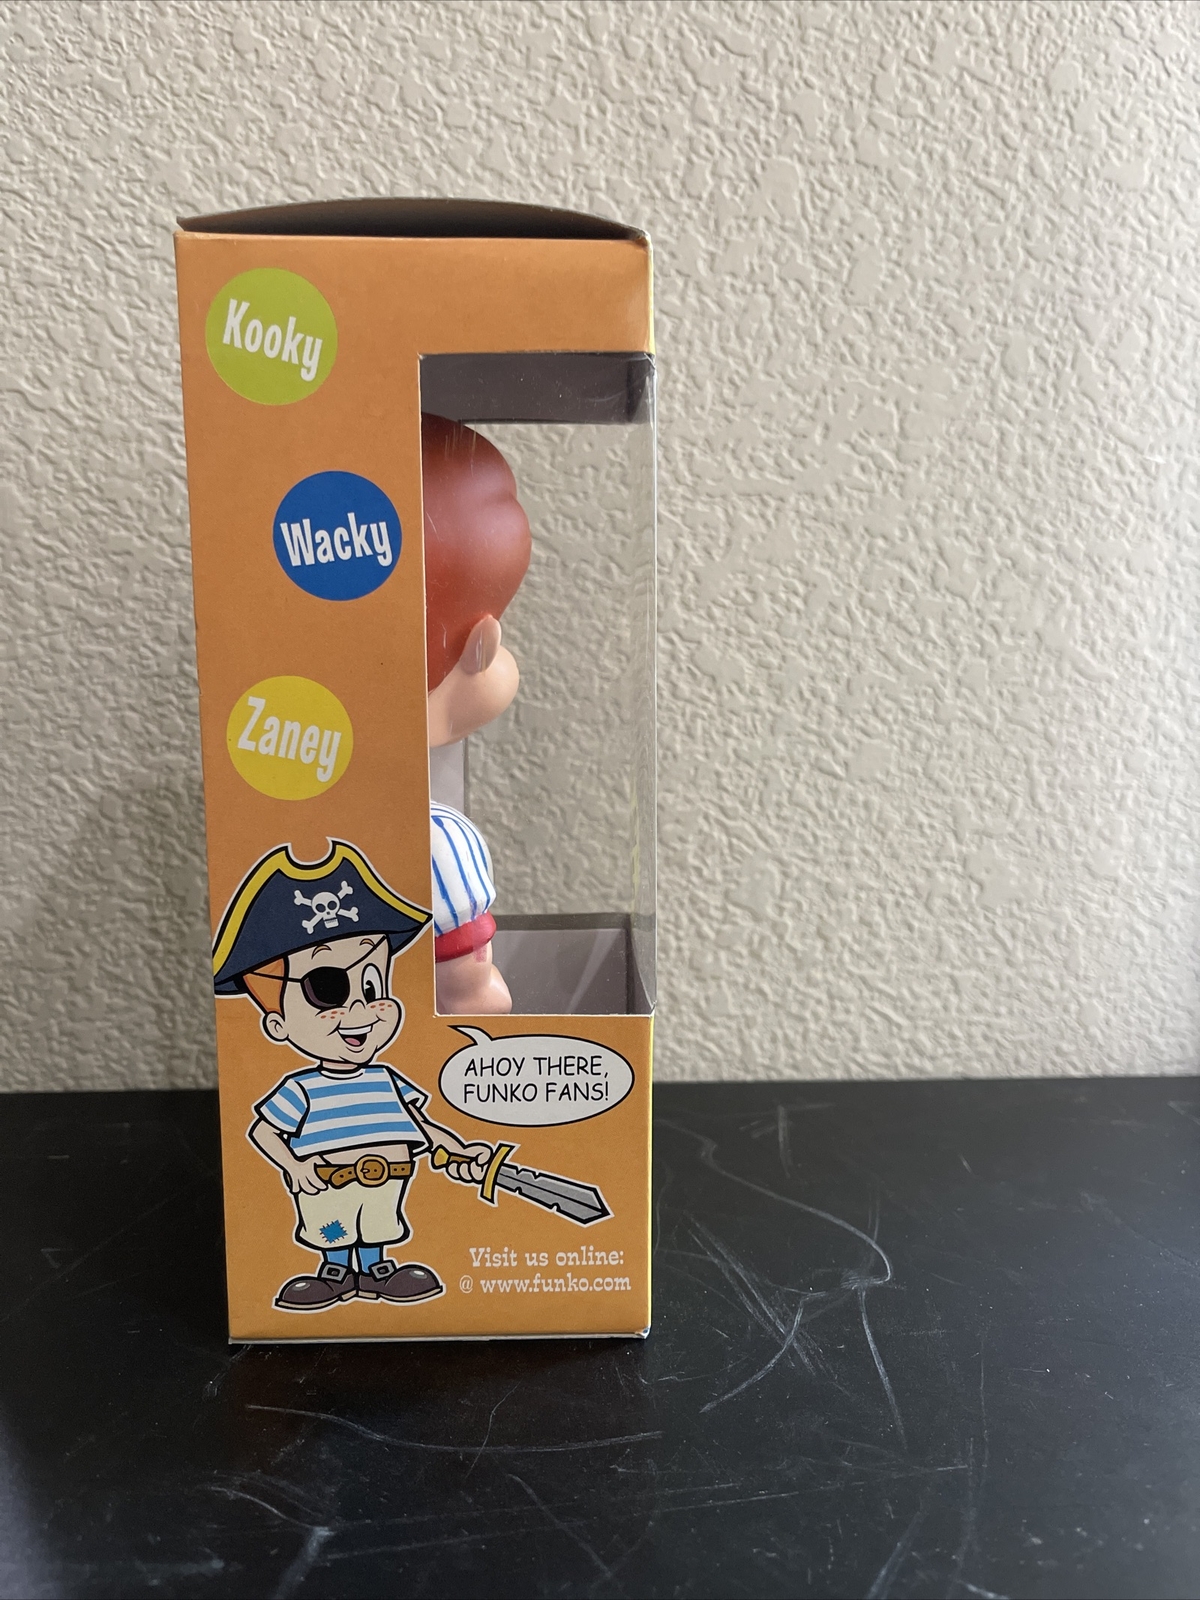 Kooky
Wacky
Zaney
AHOY THERE,
FUNKO FANS!
Visit us online:
@ www.funko.com